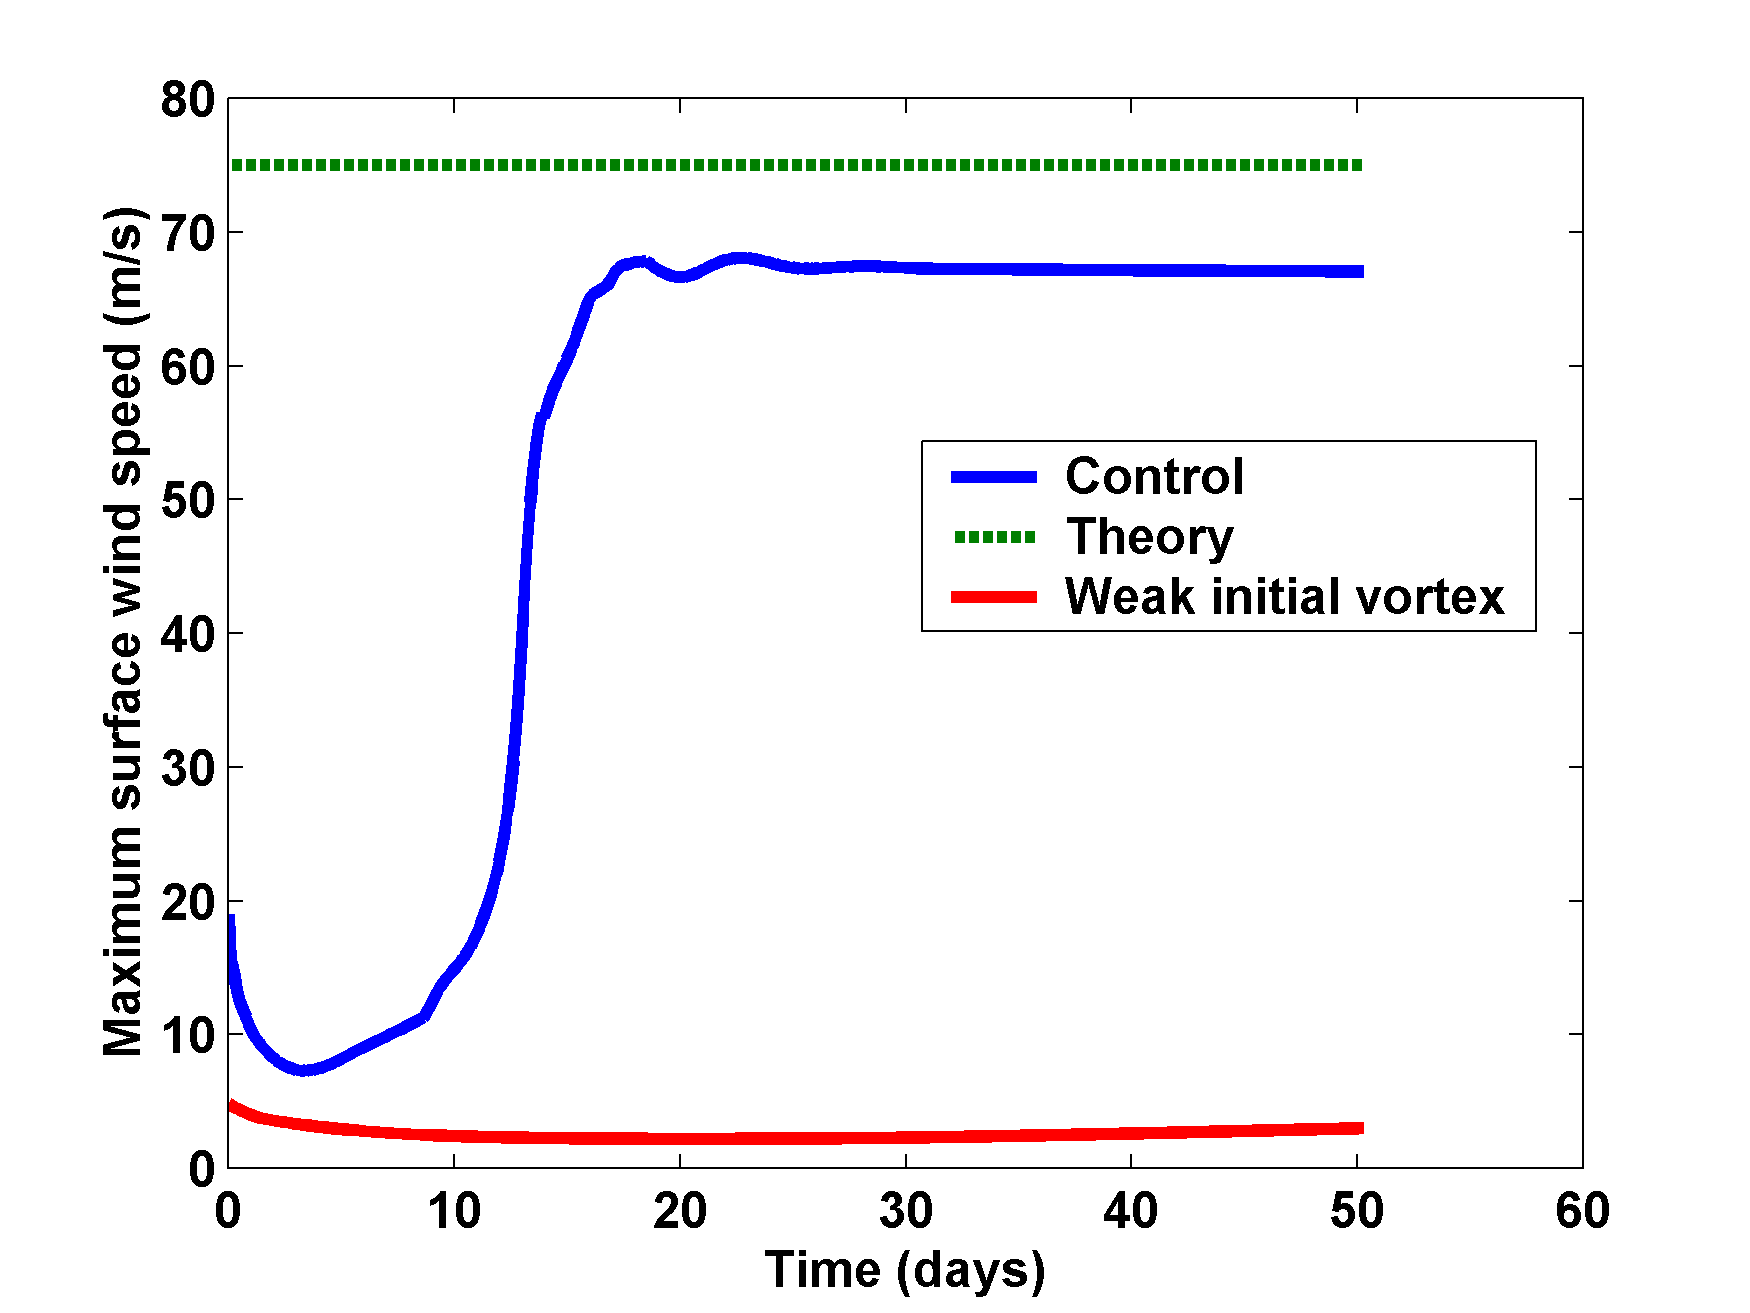 80
70
60
50
40
30
20
10
0
Maximum surface wind speed (m/s)
Control
Theory
Weak initial vortex
0 10 20 30 40 50 60
Time (days)